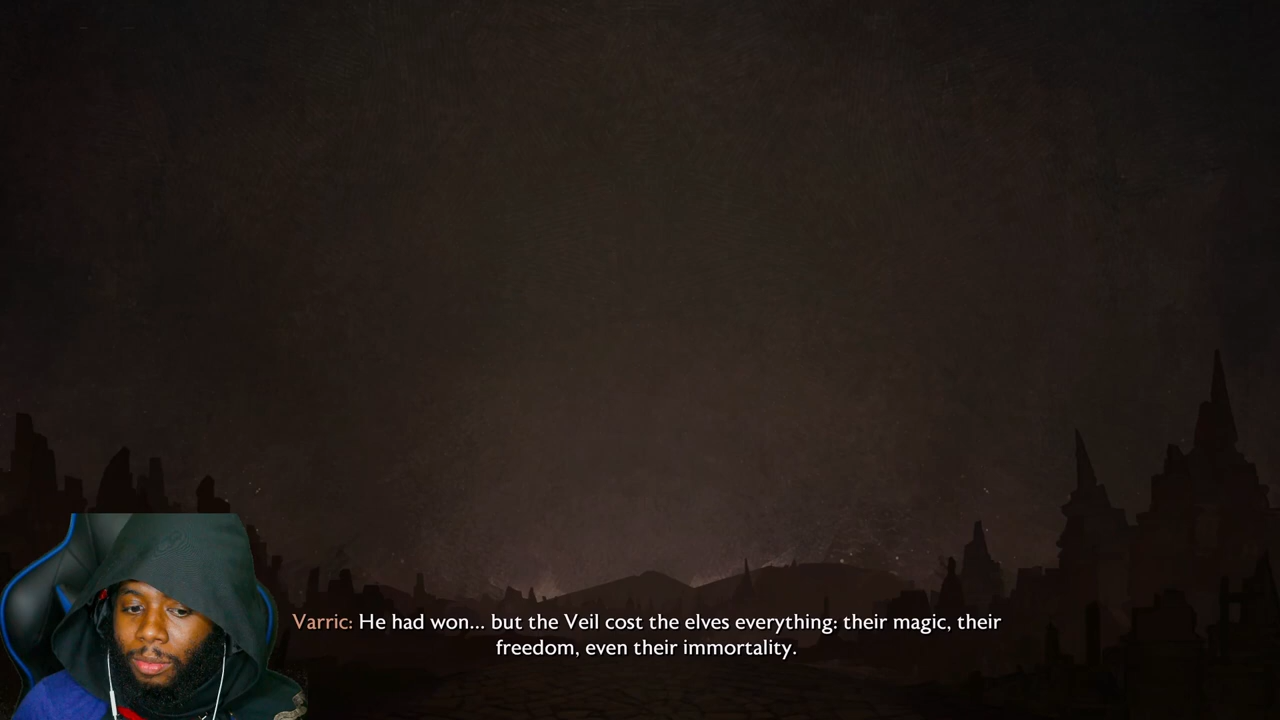 Varric: He had won... but the Veil cost the elves everything: their magic, their
freedom, even their immortality.